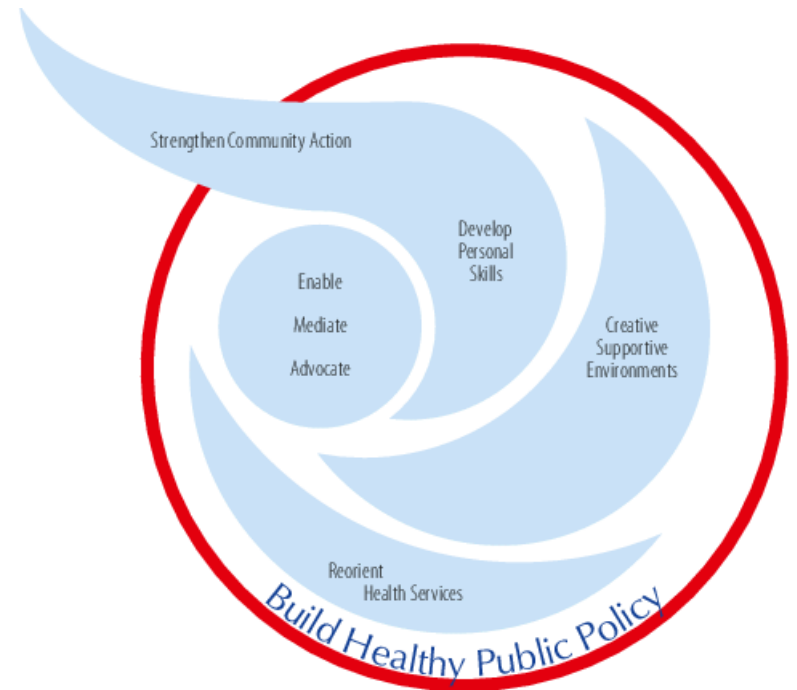 Strengthen Community Action
Develop
Personal
Skills
Enable
Mediate
Advocate
Creative
Supportive
Environments
Reorient
Health Services
Build Healthy Public Policy